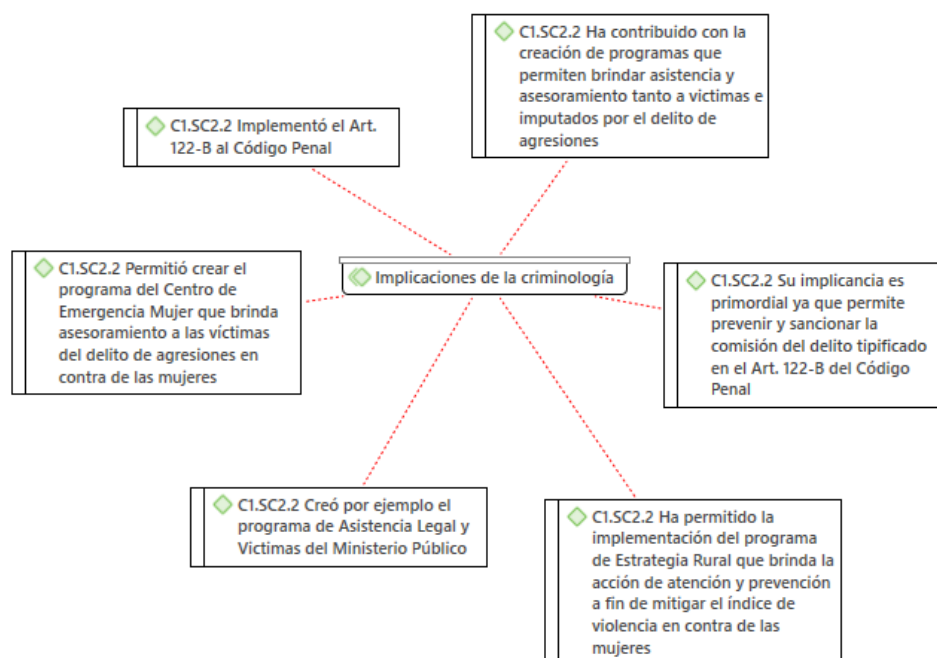 C1.SC2.2 Ha contribuido con la
creación de programas que
permiten brindar asistencia y
asesoramiento tanto a victimas e
imputados por el delito de
agresiones
C1.SC2.2 Implementó el Art.
122-B al Código Penal
C1.SC2.2 Permitió crear el
programa del Centro de
Emergencia Mujer que brinda
asesoramiento a las víctimas
del delito de agresiones en
contra de las mujeres
Implicaciones de la criminología
C1.SC2.2 Su implicancia es
primordial ya que permite
prevenir y sancionar la
comisión del delito tipificado
en el Art. 122-B del Código
Penal
C1.SC2.2 Creó por ejemplo el
programa de Asistencia Legal y
Victimas del Ministerio Público
C1.SC2.2 Ha permitido la
implementación del programa
de Estrategia Rural que brinda la
acción de atención y prevención
a fin de mitigar el índice de
violencia en contra de las
mujeres